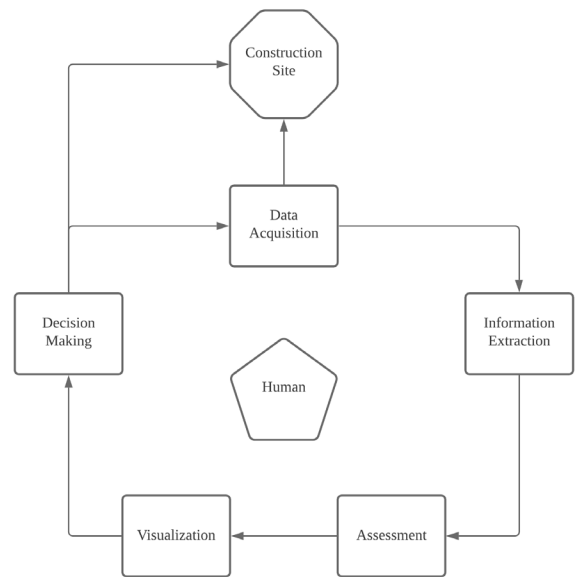 Construction
Site
Data
Acquisition
Decision
Making
Information
Extraction
Human
Visualization
Assessment